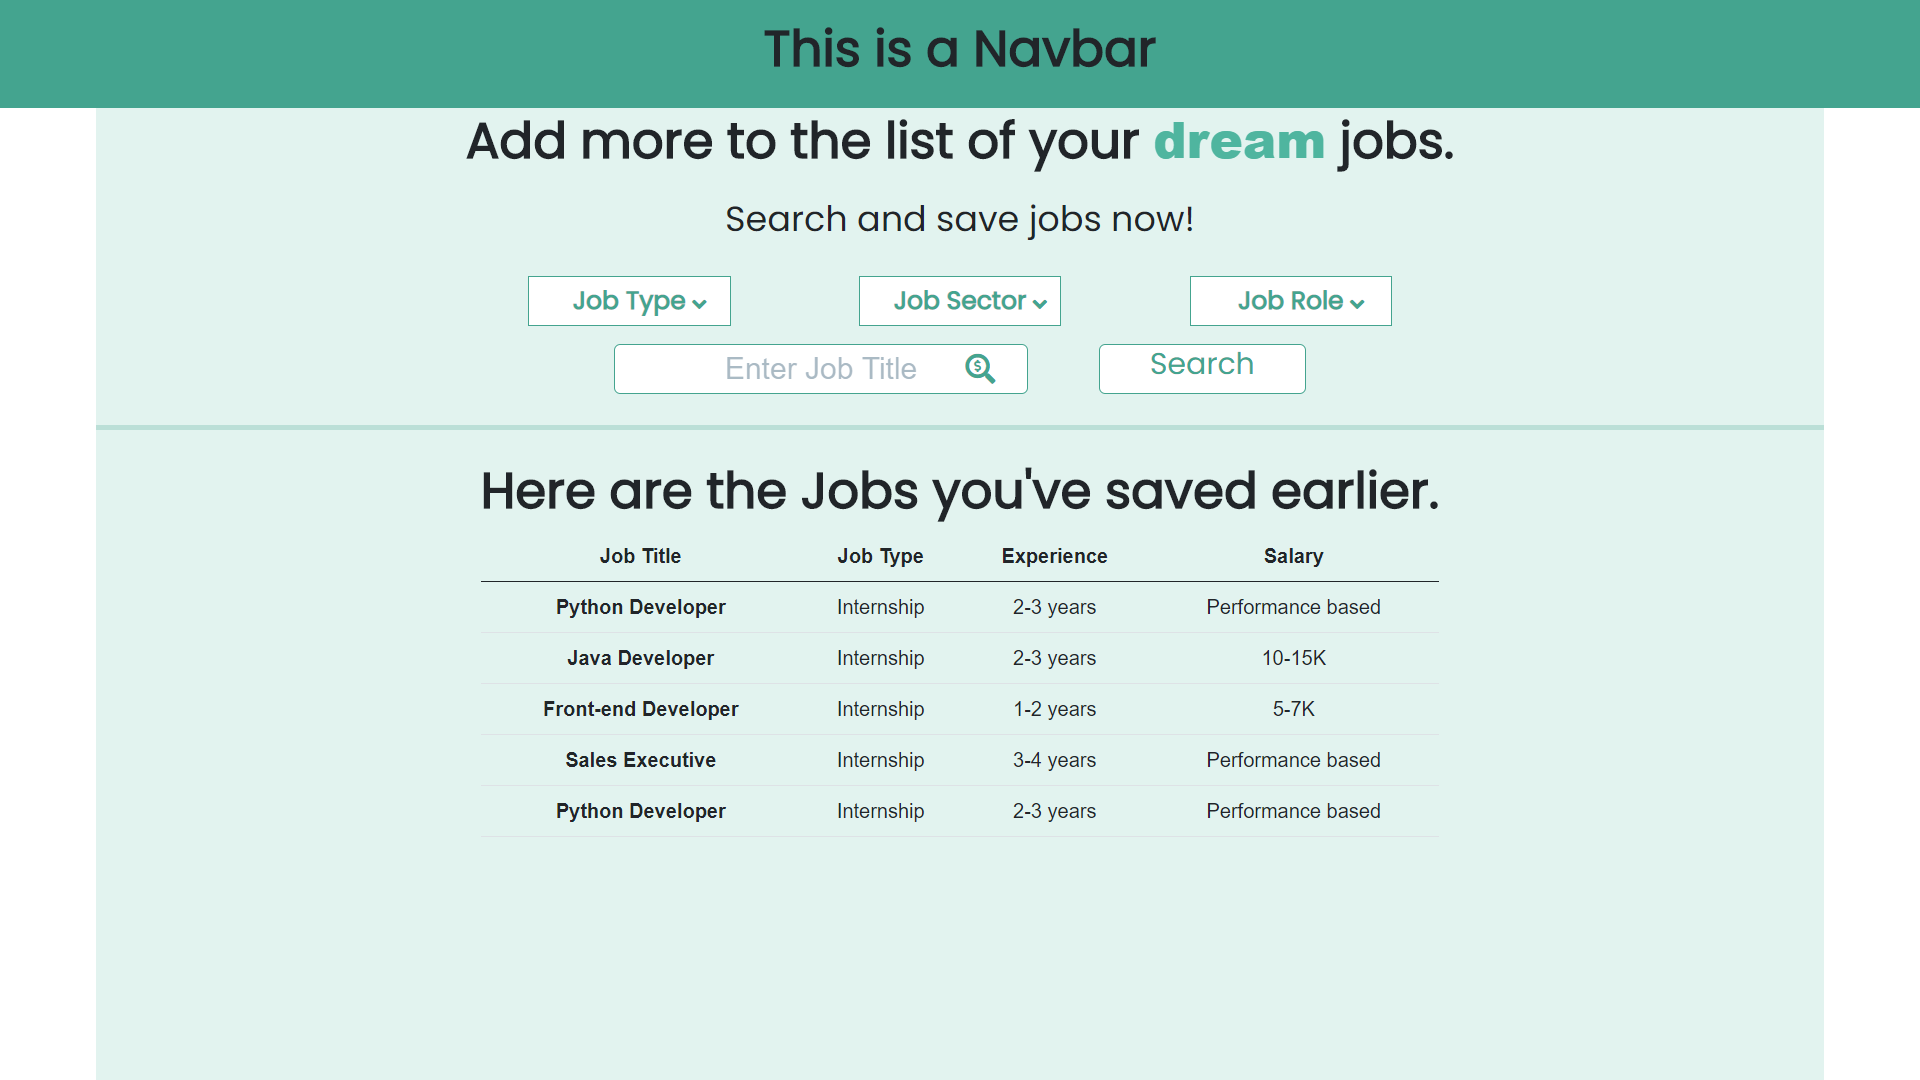 This is a Navbar
Add more to the list of your dream jobs.
Search and save jobs now!
Job Type Job Sector Job Role
Enter Job Title Search
Here are the Jobs you've saved earlier.
Job Title Job Type Experience Salary
Python Developer Internship 2-3 years Performance based
Java Developer Internship 2-3 years 10-15K
Front-end Developer Internship 1-2 years 5-7K
Sales Executive Internship 3-4 years Performance based
Python Developer Internship 2-3 years Performance based